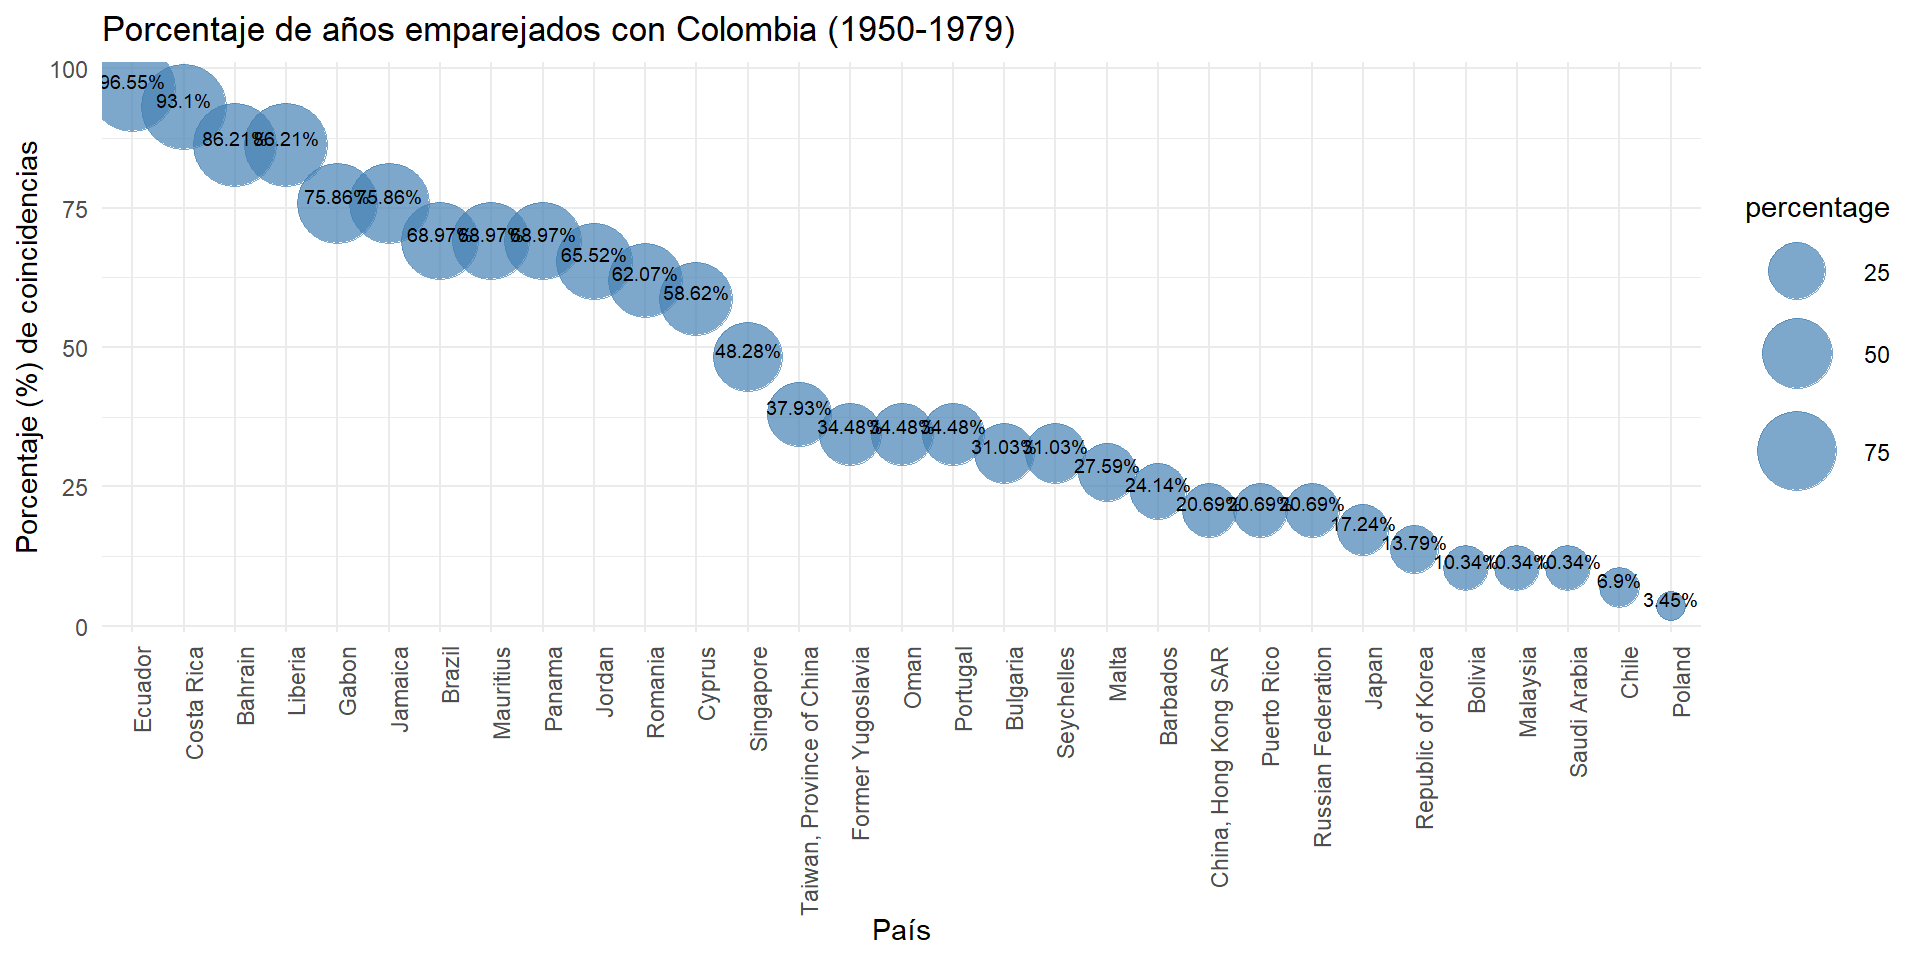 Porcentaje de años emparejados con Colombia (1950-1979)
Porcentaje (%) de coincidencias
100
75
50
25
0
96.55%
93.1%
86.21%
86.21%
75.86%
75.86%
68.97%
68.97%
68.97%
65.52%
62.07%
58.62%
48.28%
37.93%
34.48%
34.48%
34.48%
31.03%
31.03%
27.59%
24.14%
20.69%
20.69%
20.69%
17.24%
13.79%
10.34%
10.34%
10.34%
6.9%
3.45%
Ecuador
Costa Rica
Bahrain
Liberia
Gabon
Jamaica
Brazil
Mauritius
Panama
Jordan
Romania
Cyprus
Singapore
Taiwan, Province of China
Former Yugoslavia
Oman
Portugal
Bulgaria
Seychelles
Malta
Barbados
China, Hong Kong SAR
Puerto Rico
Russian Federation
Japan
Republic of Korea
Bolivia
Malaysia
Saudi Arabia
Chile
Poland
País
percentage
25
50
75